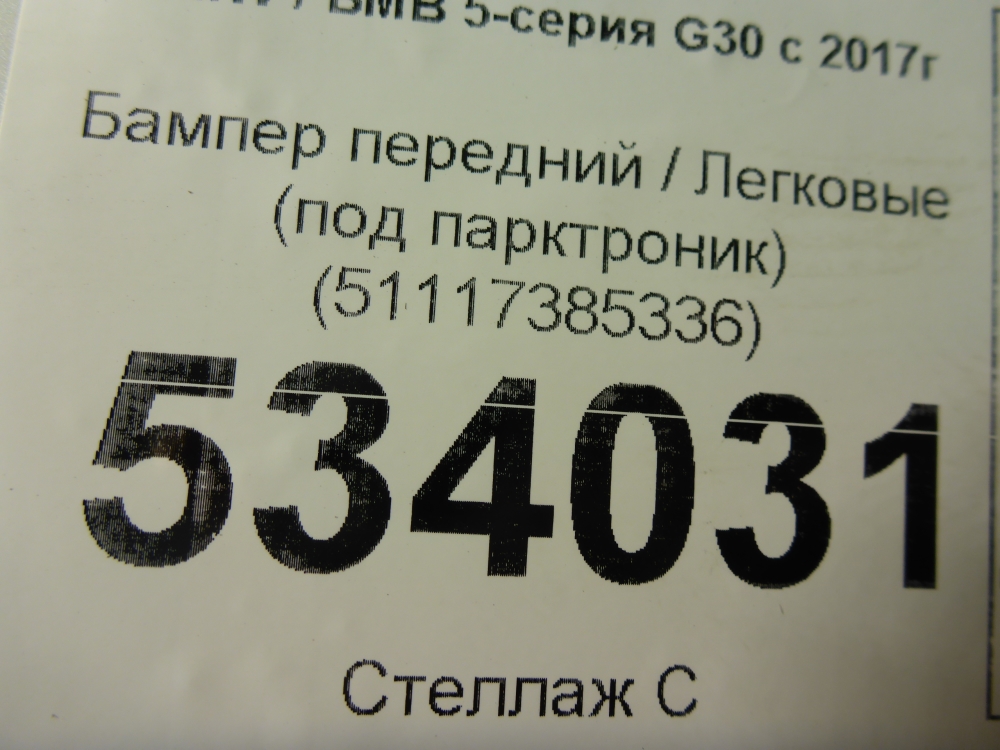 / БМВ 5-серия G30 с 2017г
Бампер передний / Легковые
(под парктроник)
(51117385336)
534031
Стеллаж С